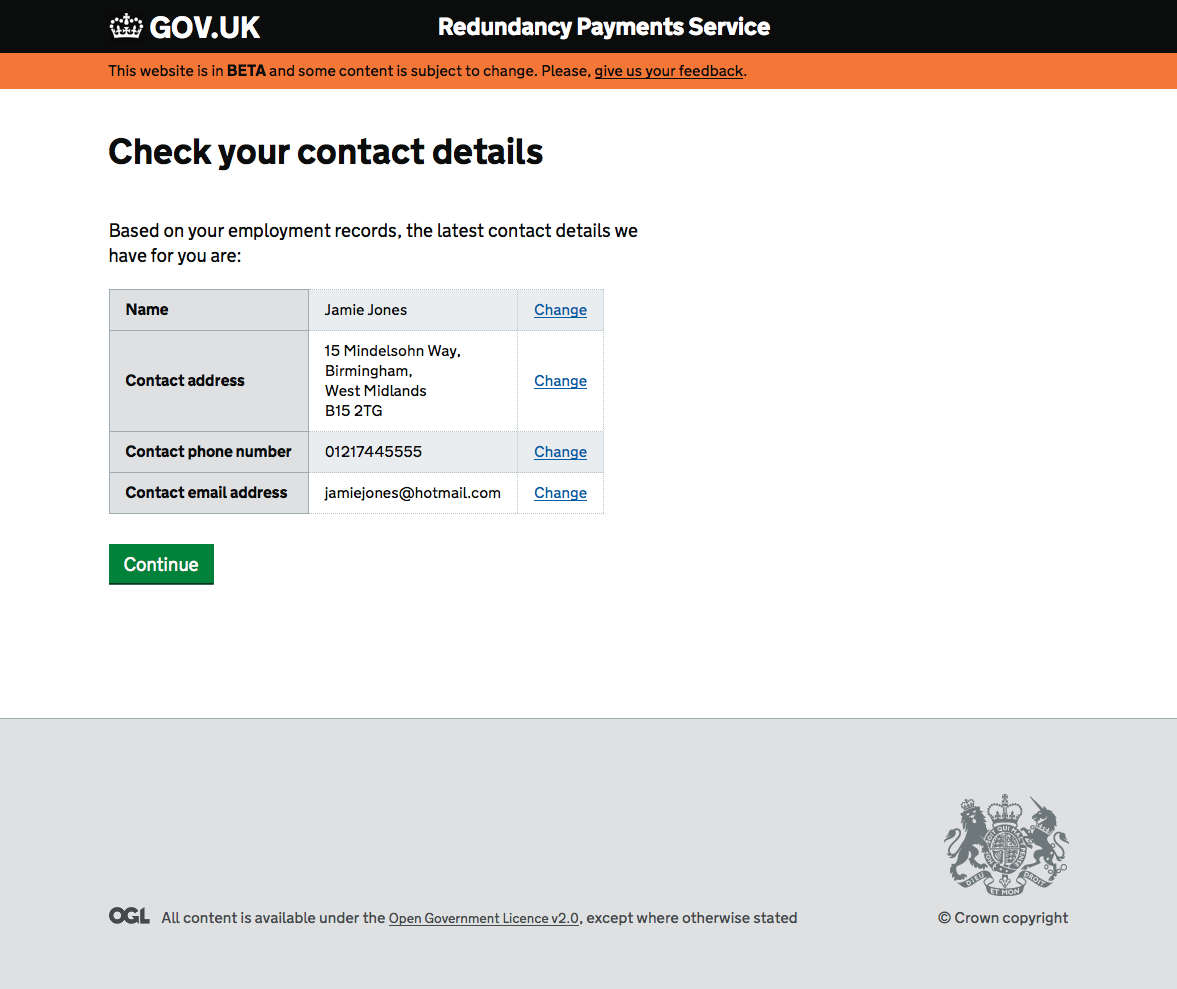 GOV.UK
Redundancy Payments Service
This website is in BETA and some content is subject to change. Please, give us your feedback.
Check your contact details
Based on your employment records, the latest contact details we
have for you are:
Name
Jamie Jones
Change
Contact address
15 Mindelsohn Way,
Birmingham,
West Midlands
B15 2TG
Change
Contact phone number
01217445555
Change
Contact email address
jamiejones@hotmail.com
Change
Continue
DIEU ET MON DROIT
OGL
All content is available under the Open Government Licence v2.0, except where otherwise stated
© Crown copyright